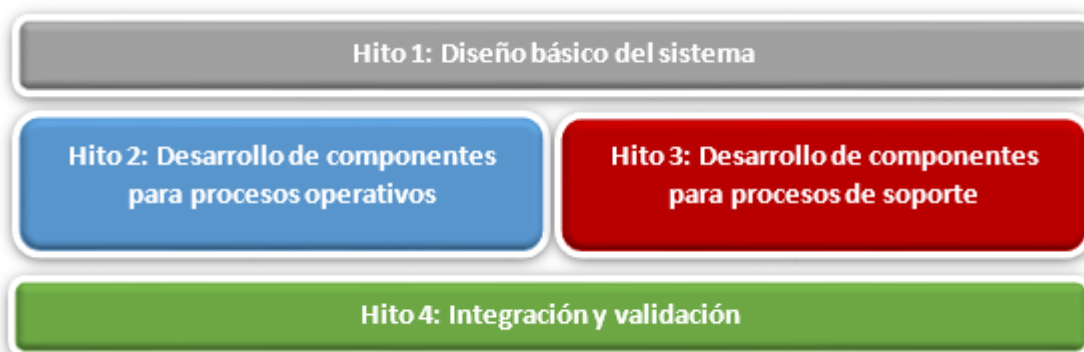 Hito 1: Diseño básico del sistema
Hito 2: Desarrollo de componentes
para procesos operativos
Hito 3: Desarrollo de componentes
para procesos de soporte
Hito 4: Integración y validación